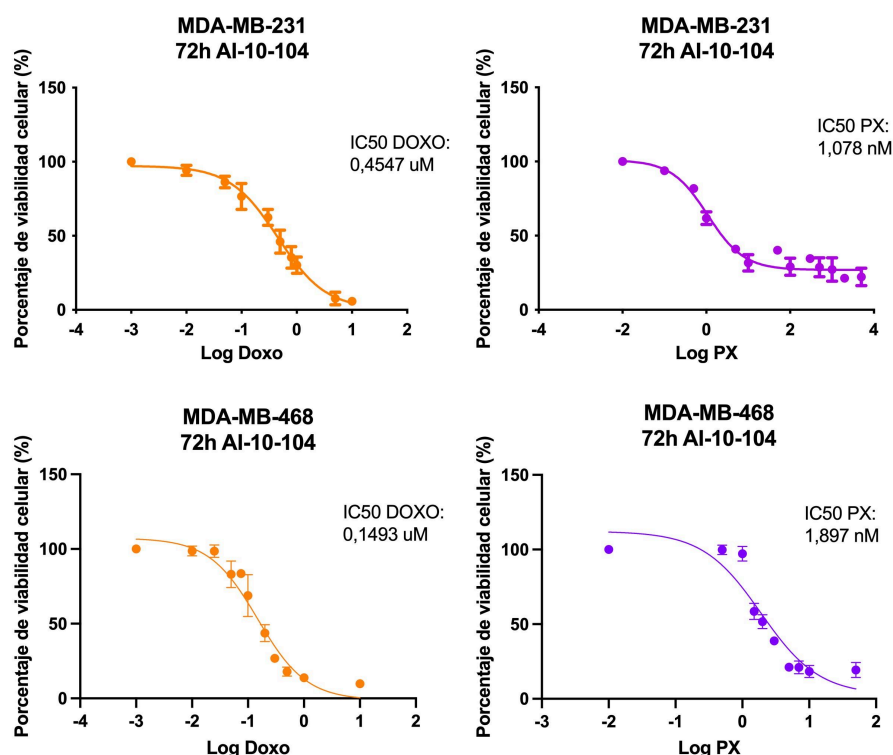 MDA-MB-231
72h AI-10-104
Porcentaje de viabilidad celular (%)
150
100
50
0
-4
-3
-2
-1
0
1
2
Log Doxo
IC50 DOXO:
0,4547 uM
MDA-MB-231
72h AI-10-104
Porcentaje de viabilidad celular (%)
150
100
50
0
-4
-2
0
2
4
Log PX
IC50 PX:
1,078 nM
MDA-MB-468
72h AI-10-104
Porcentaje de viabilidad celular (%)
150
100
50
0
-4
-3
-2
-1
0
1
2
Log Doxo
IC50 DOXO:
0,1493 uM
MDA-MB-468
72h AI-10-104
Porcentaje de viabilidad celular (%)
150
100
50
0
-3
-2
-1
0
1
2
Log PX
IC50 PX:
1,897 nM